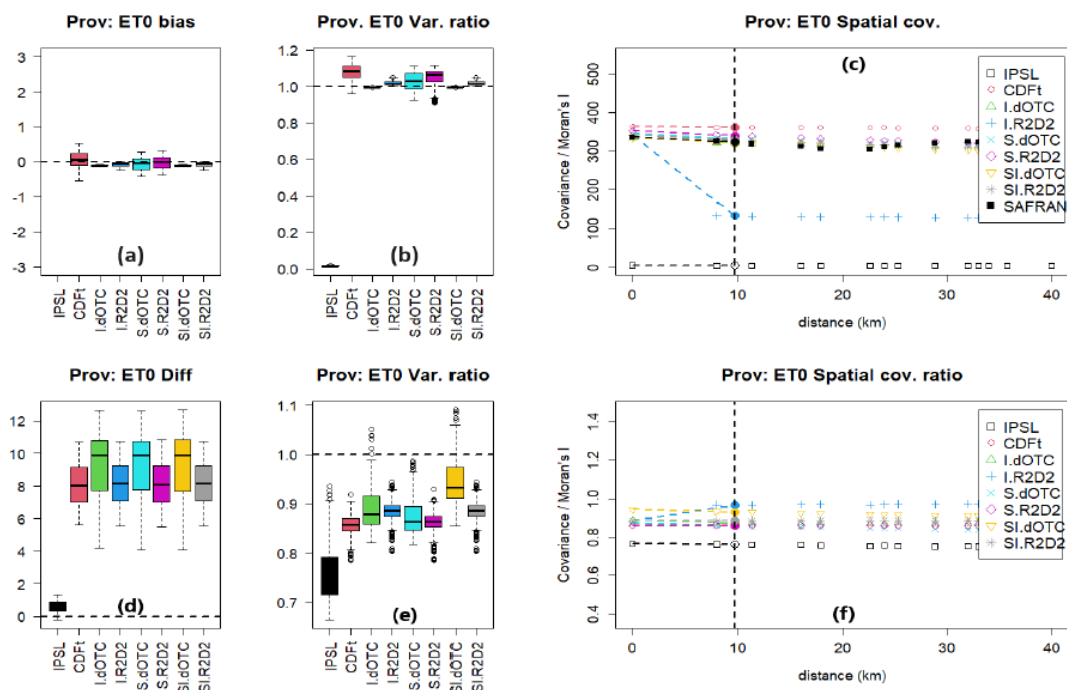 Prov: ET0 bias
3
2
1
0
-1
-2
-3
(a)
IPSL
CDFt
I.dOTC
I.R2D2
S.dOTC
S.R2D2
SI.dOTC
SI.R2D2
Prov. ET0 Var. ratio
1.2
1.0
0.8
0.6
0.4
0.2
0.0
(b)
IPSL
CDFt
I.dOTC
I.R2D2
S.dOTC
S.R2D2
SI.dOTC
SI.R2D2
Prov: ET0 Spatial cov.
(c)
Covariance / Moran's I
500
400
300
200
100
0
0 10 20 30 40
distance (km)
IPSL
CDFt
I.dOTC
I.R2D2
S.dOTC
S.R2D2
SI.dOTC
SI.R2D2
SAFRAN
Prov: ET0 Diff
12
10
8
6
4
2
0
(d)
IPSL
CDFt
I.dOTC
I.R2D2
S.dOTC
S.R2D2
SI.dOTC
SI.R2D2
Prov: ET0 Var. ratio
1.1
1.0
0.9
0.8
0.7
(e)
IPSL
CDFt
I.dOTC
I.R2D2
S.dOTC
S.R2D2
SI.dOTC
SI.R2D2
Prov: ET0 Spatial cov. ratio
Covariance / Moran's I
1.4
1.2
1.0
0.8
0.6
0.4
(f)
0 10 20 30 40
distance (km)
IPSL
CDFt
I.dOTC
I.R2D2
S.dOTC
S.R2D2
SI.dOTC
SI.R2D2